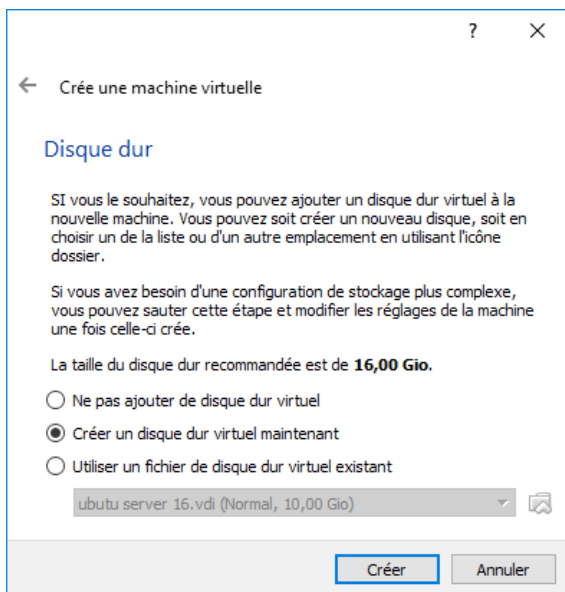 ?
Crée une machine virtuelle
Disque dur
SI vous le souhaitez, vous pouvez ajouter un disque dur virtuel à la
nouvelle machine. Vous pouvez soit créer un nouveau disque, soit en
choisir un de la liste ou d'un autre emplacement en utilisant l'icône
dossier.
Si vous avez besoin d'une configuration de stockage plus complexe,
vous pouvez sauter cette étape et modifier les réglages de la machine
une fois celle-ci crée.
La taille du disque dur recommandée est de 16,00 Gio.
Ne pas ajouter de disque dur virtuel
Créer un disque dur virtuel maintenant
Utiliser un fichier de disque dur virtuel existant
ubutu server 16.vdi (Normal, 10,00 Gio)
Créer Annuler